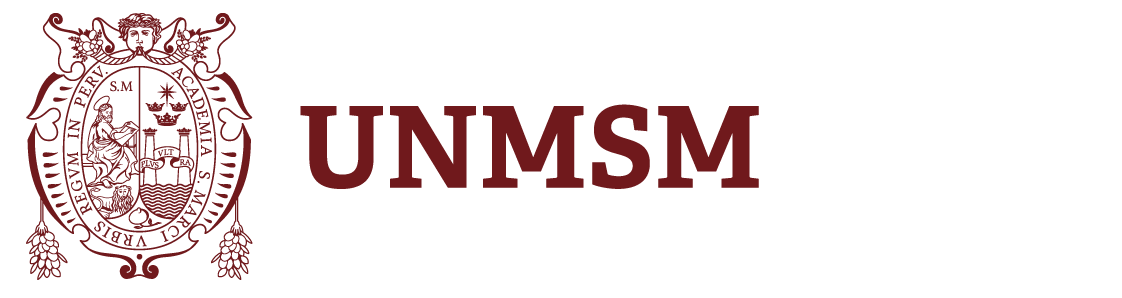 ACADEMIA S. MARCI VRBIS REGVM IN PERV.
S.M
PLVS VLT RA
UNMSM